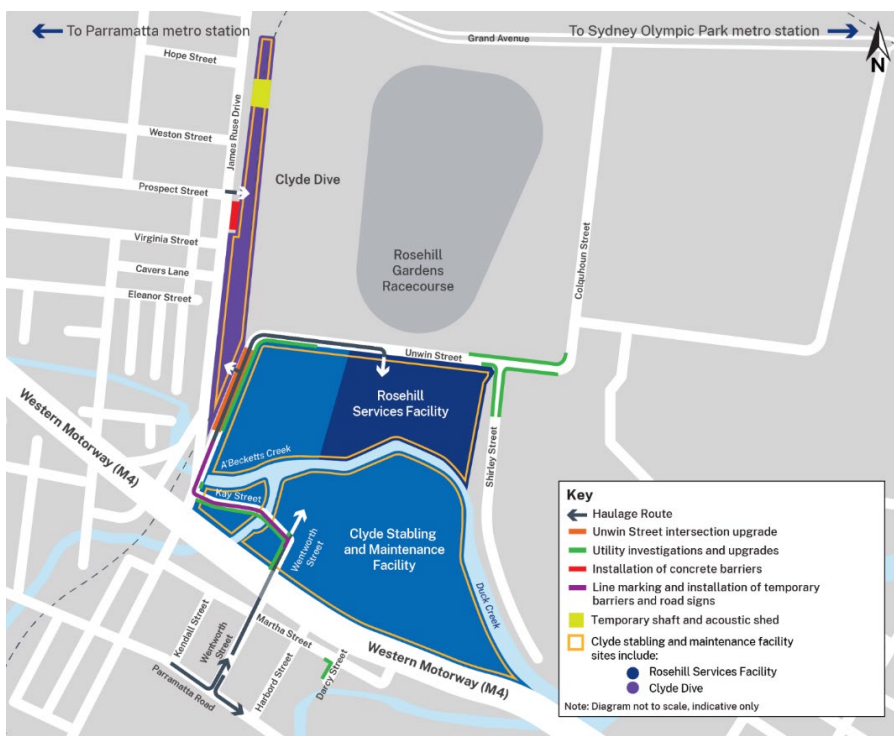 To Parramatta metro station
To Sydney Olympic Park metro station
Grand Avenue
N
Hope Street
James Ruse Drive
Weston Street
Prospect Street
Clyde Dive
Virginia Street
Cavers Lane
Eleanor Street
Rosehill
Gardens
Racecourse
Colquhoun Street
Unwin Street
Rosehill
Services Facility
Western Motorway (M4)
A'Becketts Creek
Kay Street
Shirley Street
Wentworth
Street
Clyde Stabling
and Maintenance
Facility
Duck Creek
Kendall Street
Wentworth
Street
Martha Street
Parramatta Road
Harbord Street
Darcy Street
Western Motorway (M4)
Key
Haulage Route
Unwin Street intersection upgrade
Utility investigations and upgrades
Installation of concrete barriers
Line marking and installation of temporary
barriers and road signs
Temporary shaft and acoustic shed
Clyde stabling and maintenance facility
sites include:
Rosehill Services Facility
Clyde Dive
Note: Diagram not to scale, indicative only